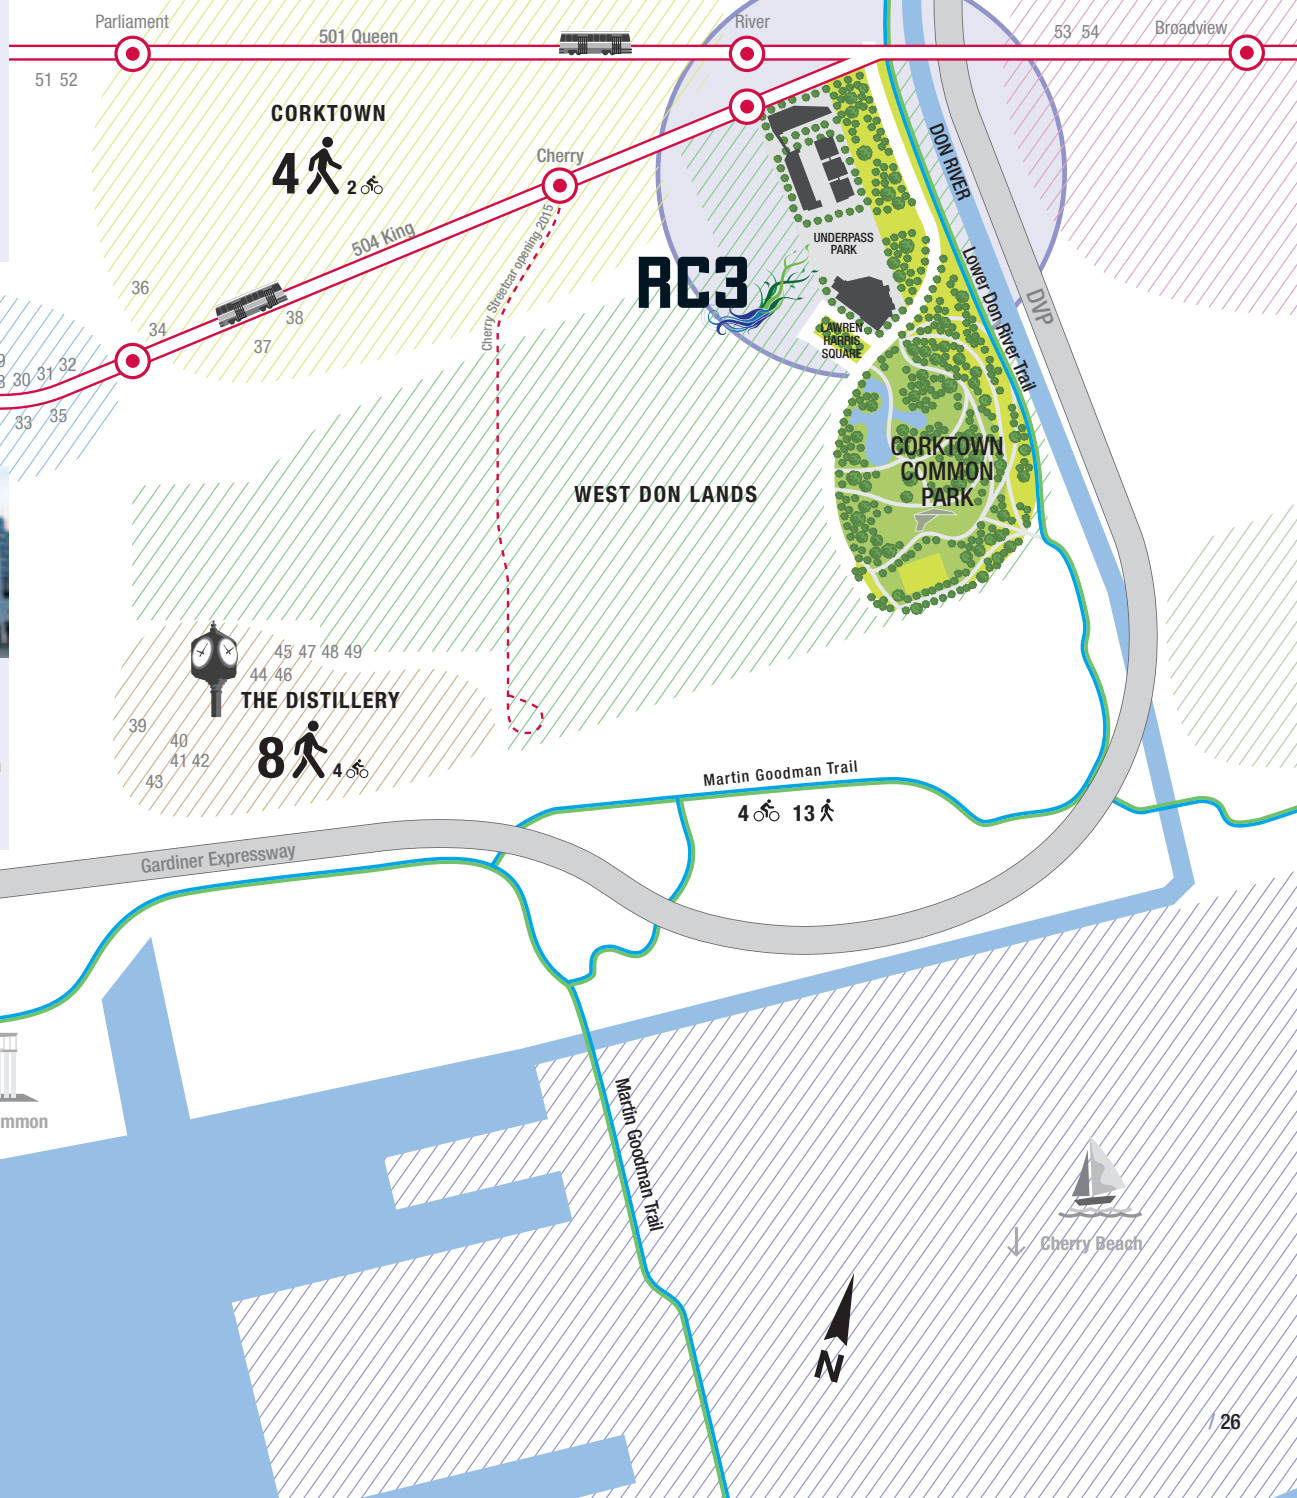 Parliament
501 Queen
River
53 54
Broadview
51 52
CORKTOWN
4
2
Cherry
504 King
Cherry Streetcar opening 2015
DON RIVER
UNDERPASS
PARK
Lower Don River Trail
DVP
RC3
LAWREN
HARRIS
SQUARE
36
34
38
37
32
31
30
33
35
CORKTOWN
COMMON
PARK
WEST DON LANDS
45 47 48 49
44 46
THE DISTILLERY
39
40
41 42
43
8
4
Martin Goodman Trail
4
13
Gardiner Expressway
mmon
Martin Goodman Trail
Cherry Beach
N
/ 26